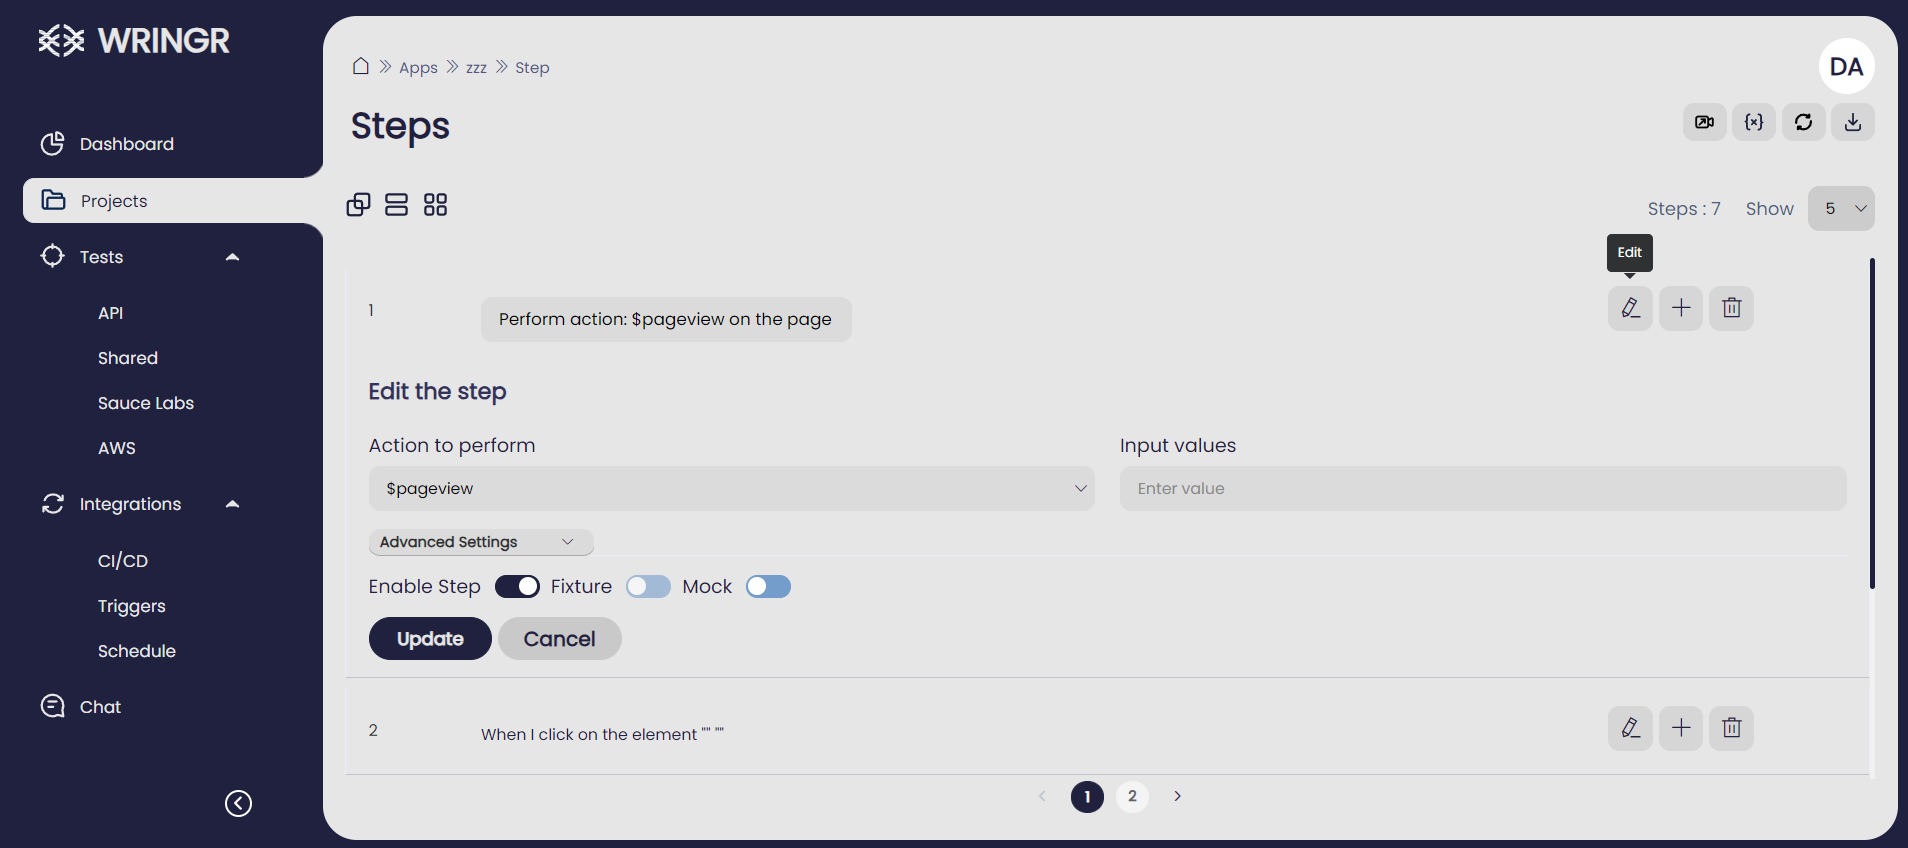 WRINGR
Dashboard
Projects
Tests
API
Shared
Sauce Labs
AWS
Integrations
CI/CD
Triggers
Schedule
Chat
Apps zzz Step
DA
Steps
Steps : 7 Show 5
Edit
1 Perform action: $pageview on the page
Edit the step
Action to perform Input values
$pageview Enter value
Advanced Settings
Enable Step Fixture Mock
Update Cancel
2 When I click on the element "" ""
1 2